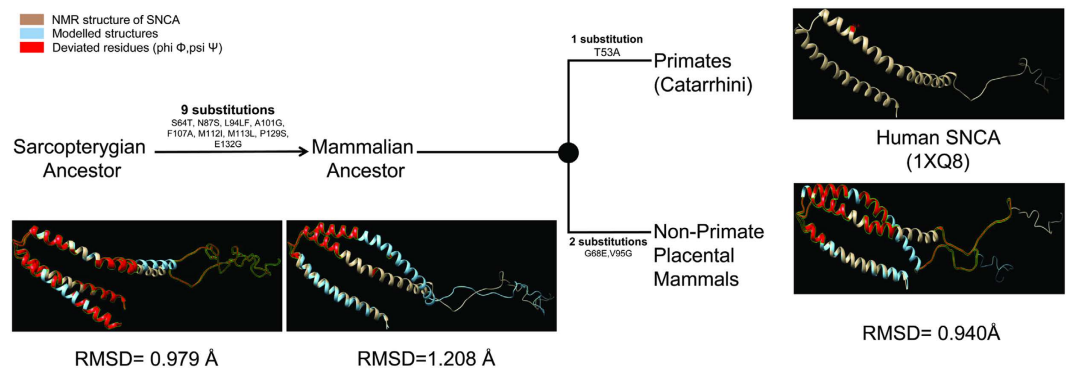 NMR structure of SNCA
Modelled structures
Deviated residues (phi Φ,psi Ψ)
1 substitution
T53A
Primates
(Catarrhini)
9 substitutions
S64T, N87S, L94LF, A101G,
F107A, M112I, M113L, P129S,
E132G
Sarcopterygian
Ancestor
Mammalian
Ancestor
Human SNCA
(1XQ8)
2 substitutions
G68E,V95G
Non-Primate
Placental
Mammals
RMSD= 0.979 Å
RMSD=1.208 Å
RMSD= 0.940Å